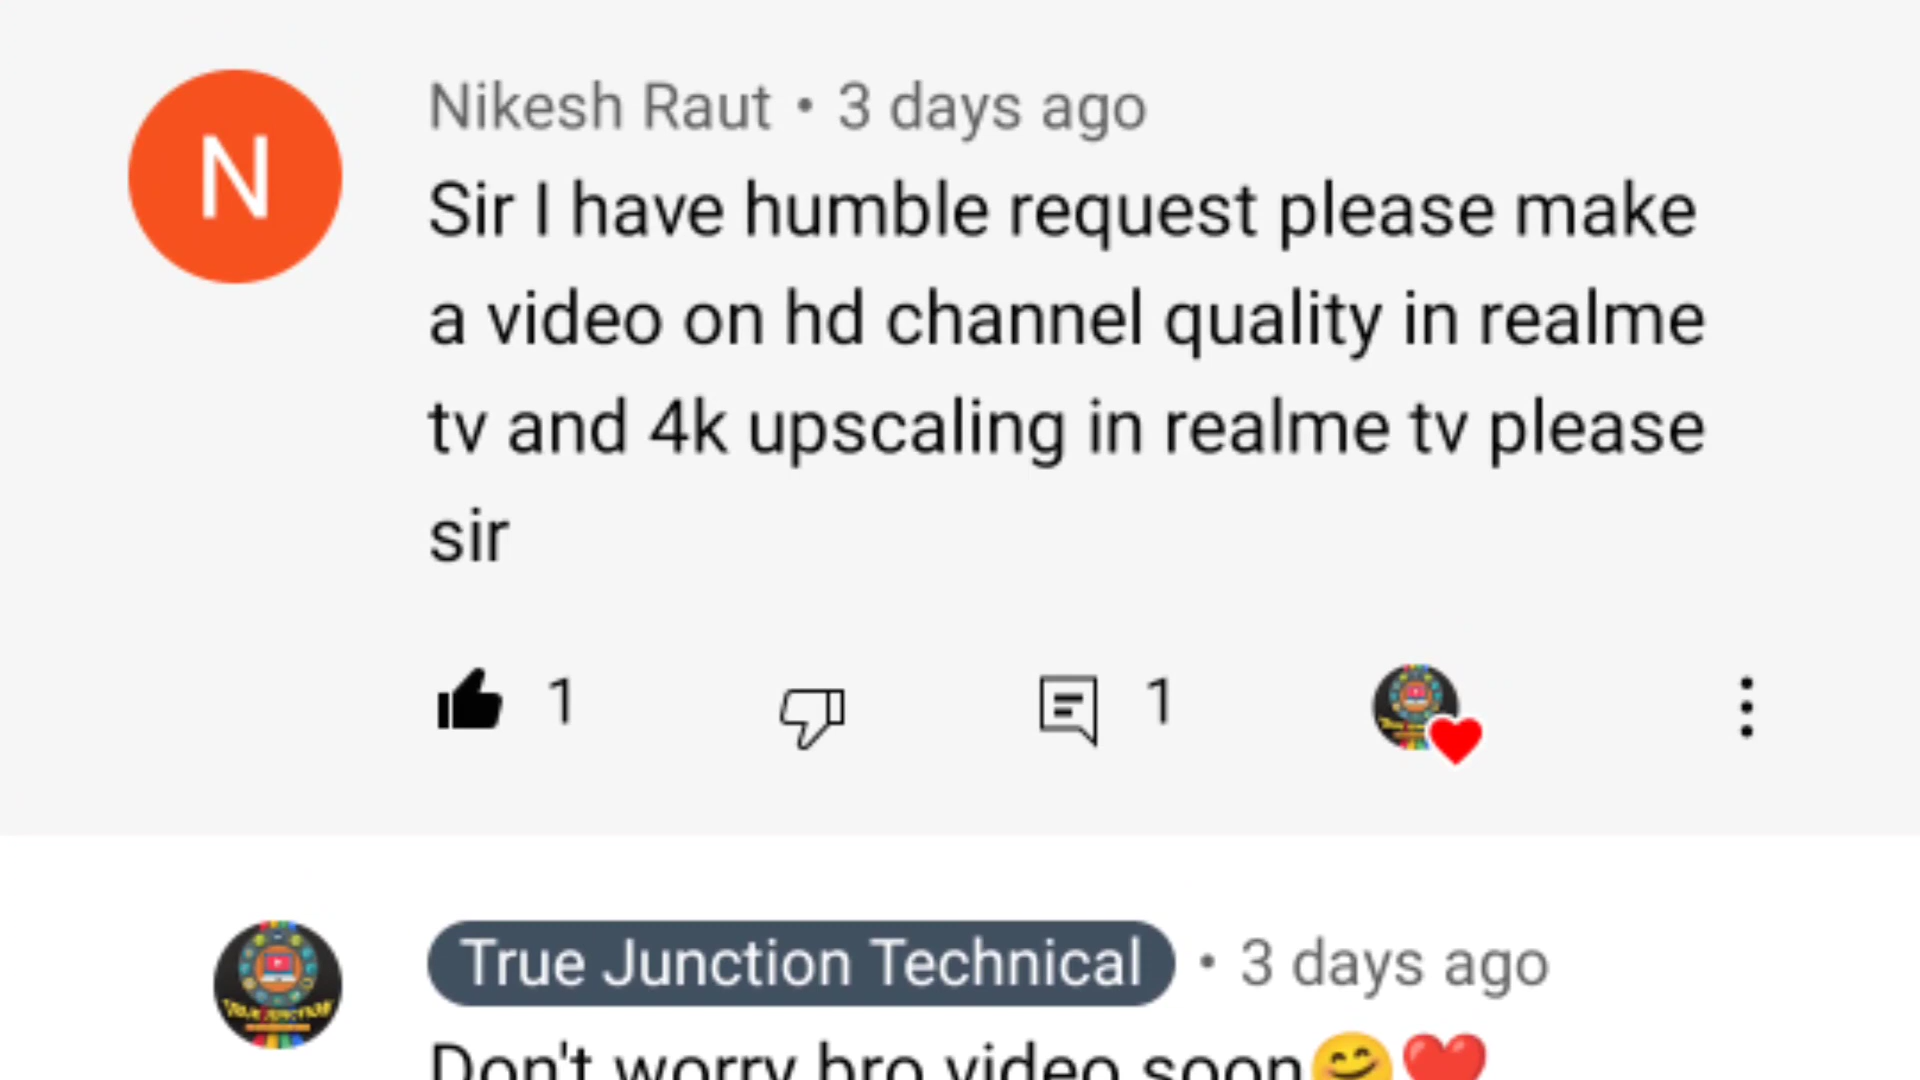 N
Nikesh Raut • 3 days ago
Sir I have humble request please make
a video on hd channel quality in realme
tv and 4k upscaling in realme tv please
sir
1 1
True Junction Technical • 3 days ago
Don't worry bro video soon🤗❤️